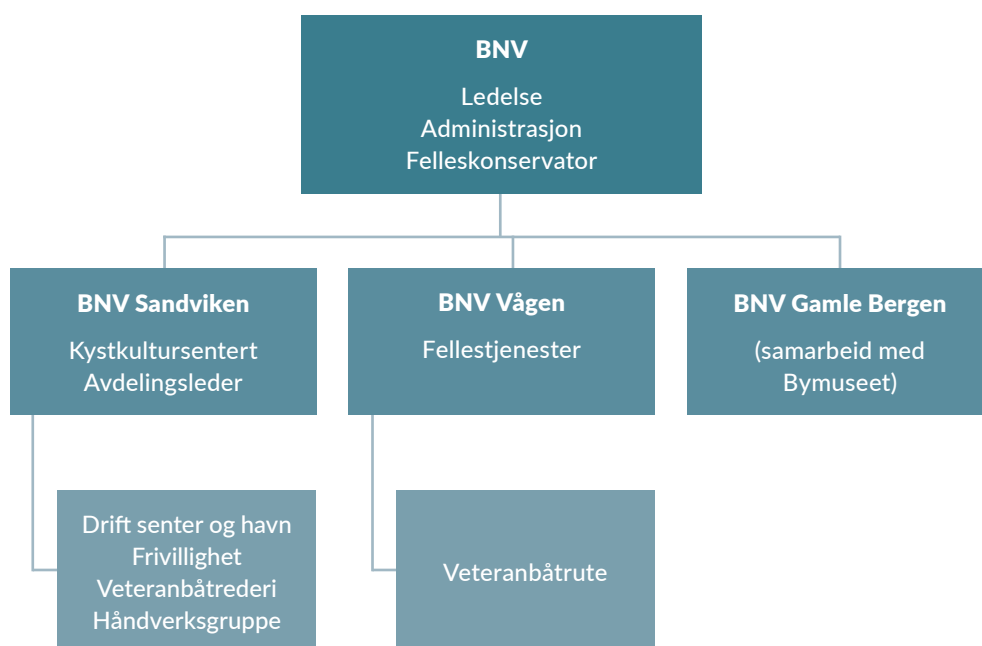 BNV
Ledelse
Administrasjon
Felleskonservator
BNV Sandviken
Kystkultursentert
Avdelingsleder
BNV Vågen
Fellestjenester
BNV Gamle Bergen
(samarbeid med
Bymuseet)
Drift senter og havn
Frivillighet
Veteranbåtrederi
Håndverksgruppe
Veteranbåtrute